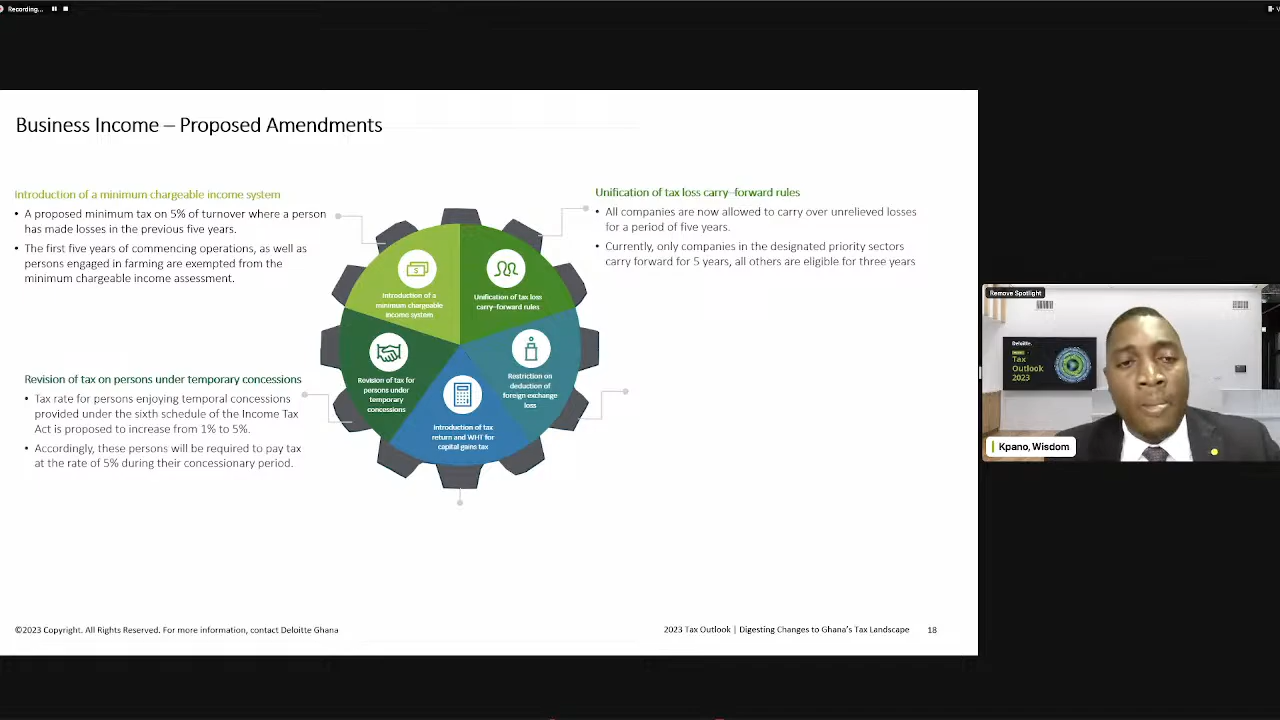 Recording...
Business Income – Proposed Amendments
Introduction of a minimum chargeable income system
• A proposed minimum tax on 5% of turnover where a person
has made losses in the previous five years.
• The first five years of commencing operations, as well as
persons engaged in farming are exempted from the
minimum chargeable income assessment.
Unification of tax loss carry–forward rules
• All companies are now allowed to carry over unrelieved losses
for a period of five years.
• Currently, only companies in the designated priority sectors
carry forward for 5 years, all others are eligible for three years
Introduction of a
minimum chargeable
income system
Unification of tax loss
carry–forward rules
Revision of tax for
persons under
temporary
concessions
Restriction on
deduction of
foreign exchange
loss
Introduction of tax
return and WHT for
capital gains tax
Revision of tax on persons under temporary concessions
• Tax rate for persons enjoying temporal concessions
provided under the sixth schedule of the Income Tax
Act is proposed to increase from 1% to 5%.
• Accordingly, these persons will be required to pay tax
at the rate of 5% during their concessionary period.
Remove Spotlight
Deloitte.
Tax
Outlook
2023
Kpano, Wisdom
©2023 Copyright. All Rights Reserved. For more information, contact Deloitte Ghana
2023 Tax Outlook | Digesting Changes to Ghana's Tax Landscape 18